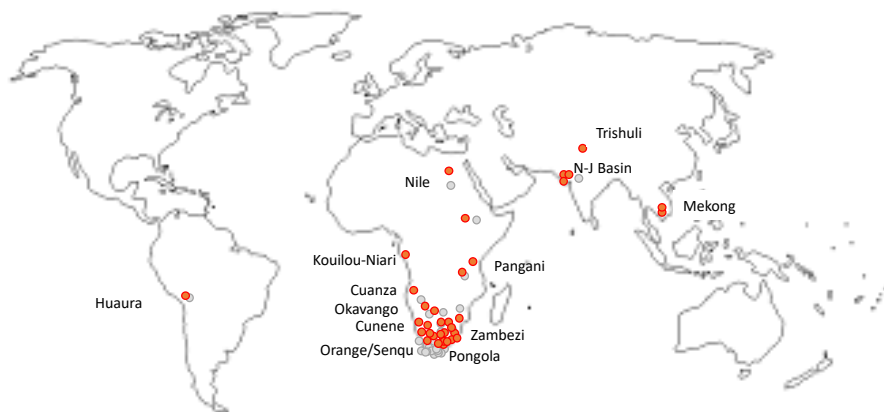 Trishuli
N-J Basin
Nile
Mekong
Kouilou-Niari
Pangani
Cuanza
Huaura
Okavango
Cunene
Zambezi
Orange/Senqu
Pongola